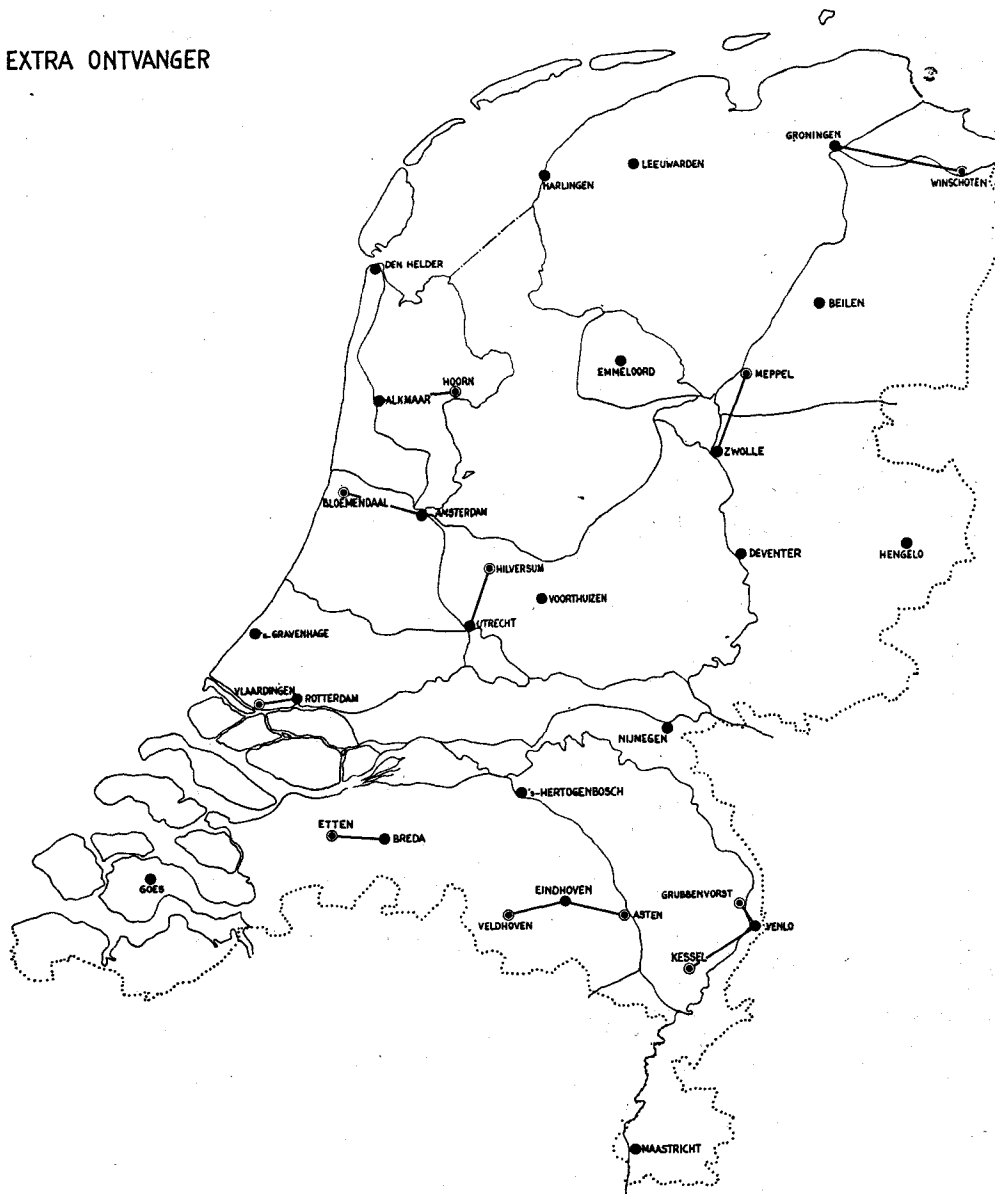 EXTRA ONTVANGER
GRONINGEN
LEEUWARDEN
HARLINGEN
WINSCHOTEN
DEN HELDER
BEILEN
EMMELOORD
MEPPEL
HOORN
ALKMAAR
ZWOLLE
BLOEMENDAAL
AMSTERDAM
DEVENTER
HENGELO
HILVERSUM
VOORTHUIZEN
UTRECHT
's-GRAVENHAGE
VLAARDINGEN
ROTTERDAM
NIJMEGEN
's-HERTOGENBOSCH
ETTEN
BREDA
GOES
EINDHOVEN
GRUBBENVORST
VELDHOVEN
ASTEN
VENLO
KESSEL
MAASTRICHT